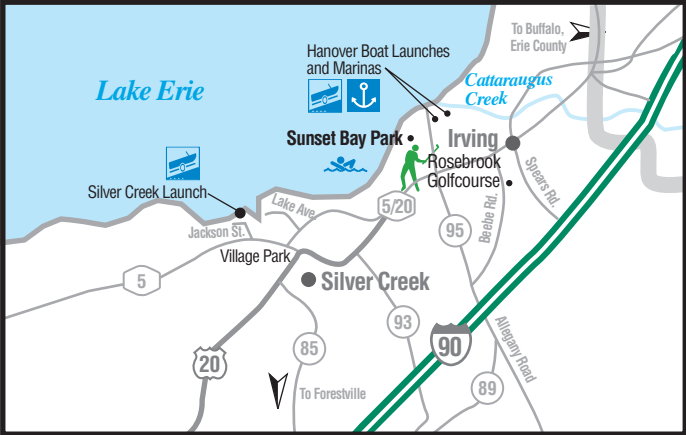 To Buffalo,
Erie County
Hanover Boat Launches
and Marinas
Lake Erie
Cattaraugus
Creek
Sunset Bay Park
Irving
Rosebrook
Golfcourse
Silver Creek Launch
Spears Rd.
Lake Ave.
5/20
Beebe Rd.
Jackson St.
95
Village Park
5
Silver Creek
93
Allegany Road
85
90
20
89
To Forestville